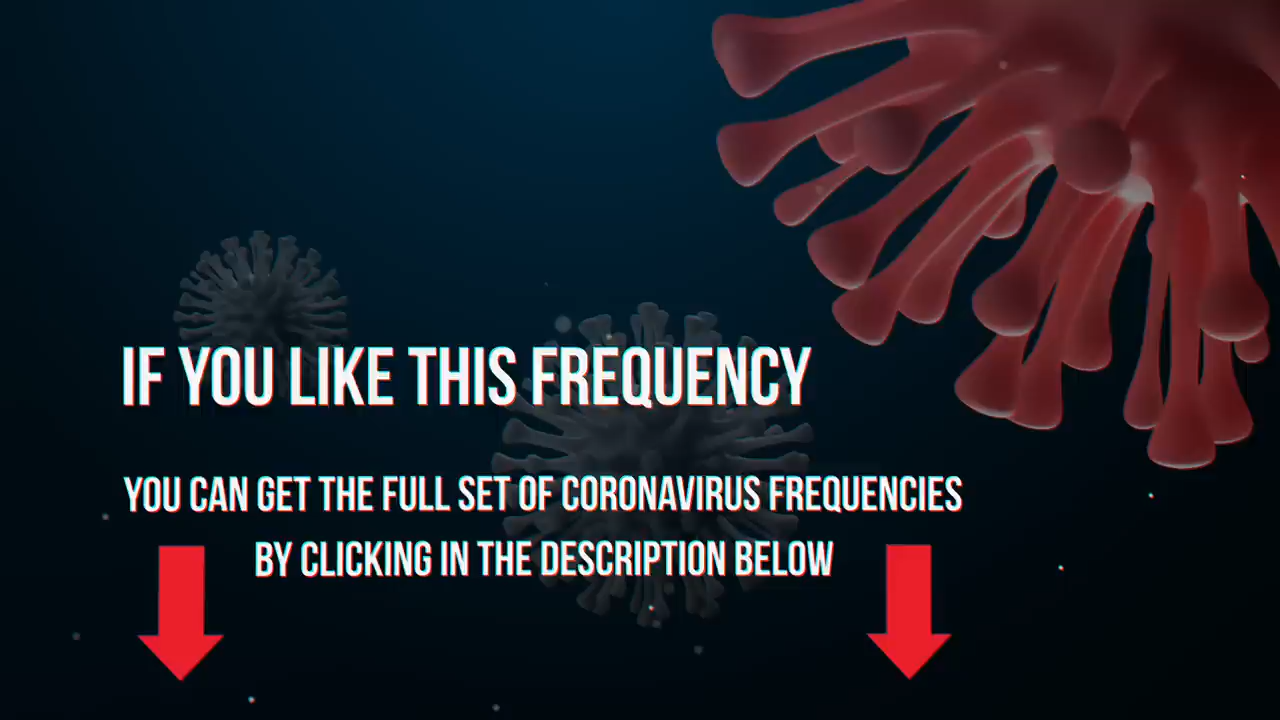 IF YOU LIKE THIS FREQUENCY
YOU CAN GET THE FULL SET OF CORONAVIRUS FREQUENCIES
BY CLICKING IN THE DESCRIPTION BELOW